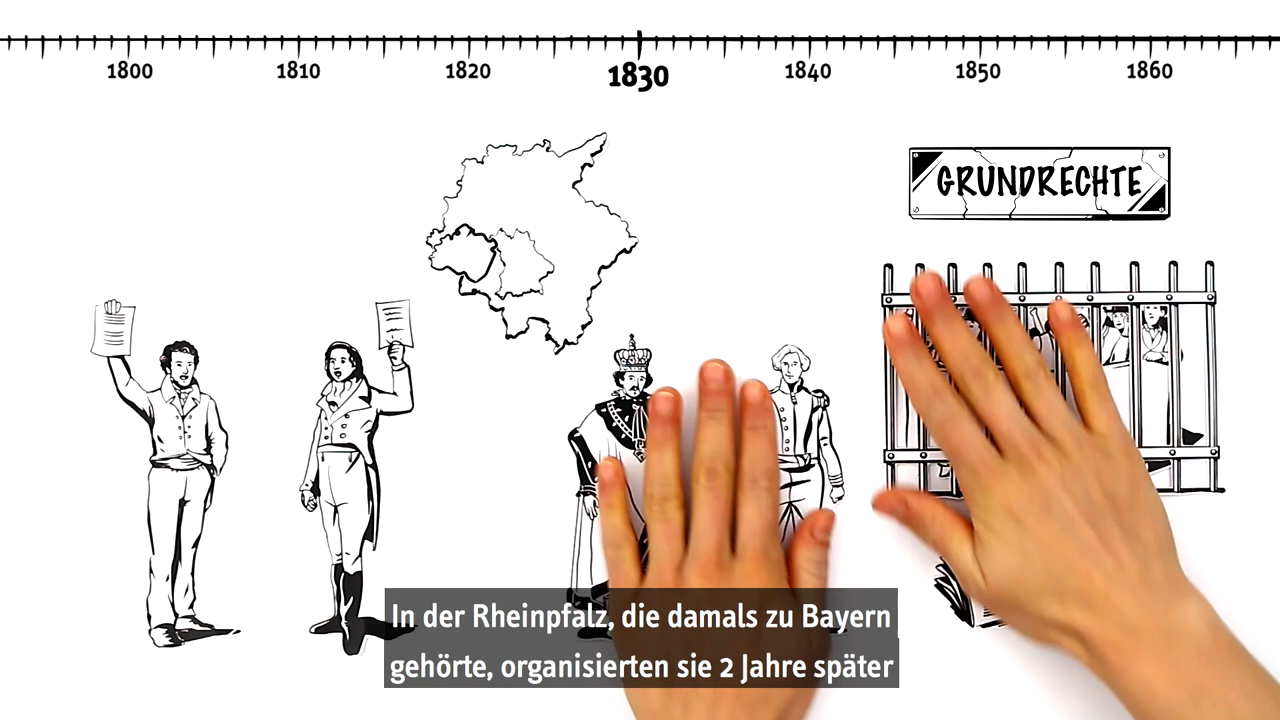 1800 1810 1820 1830 1840 1850 1860
GRUNDRECHTE
In der Rheinpfalz, die damals zu Bayern
gehörte, organisierten sie 2 Jahre später